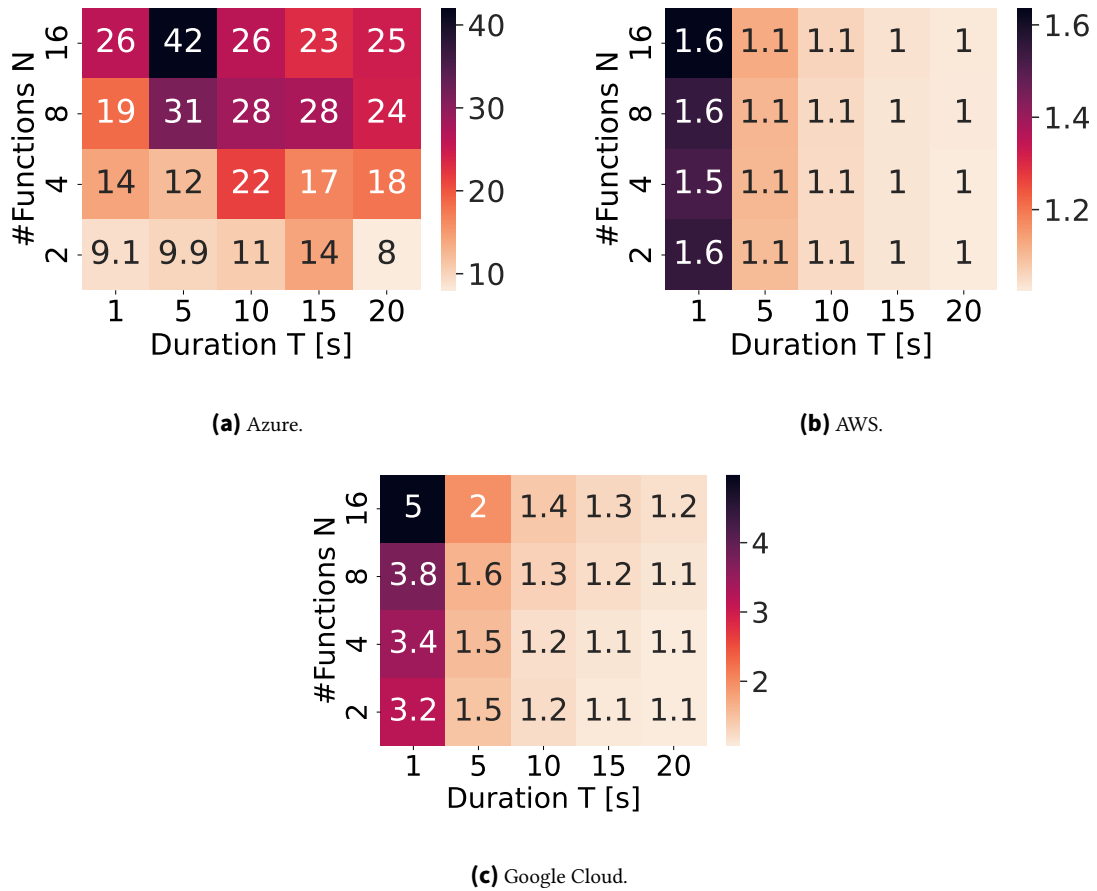 16 26 42 26 23 25 40
8 19 31 28 28 24 30
4 14 12 22 17 18 20
2 9.1 9.9 11 14 8 10
#Functions N
1 5 10 15 20
Duration T [s]
(a) Azure.
16 1.6 1.1 1.1 1 1 1.6
8 1.6 1.1 1.1 1 1 1.4
4 1.5 1.1 1.1 1 1 1.2
2 1.6 1.1 1.1 1 1
#Functions N
1 5 10 15 20
Duration T [s]
(b) AWS.
16 5 2 1.4 1.3 1.2
8 3.8 1.6 1.3 1.2 1.1 4
4 3.4 1.5 1.2 1.1 1.1 3
2 3.2 1.5 1.2 1.1 1.1 2
#Functions N
1 5 10 15 20
Duration T [s]
(c) Google Cloud.